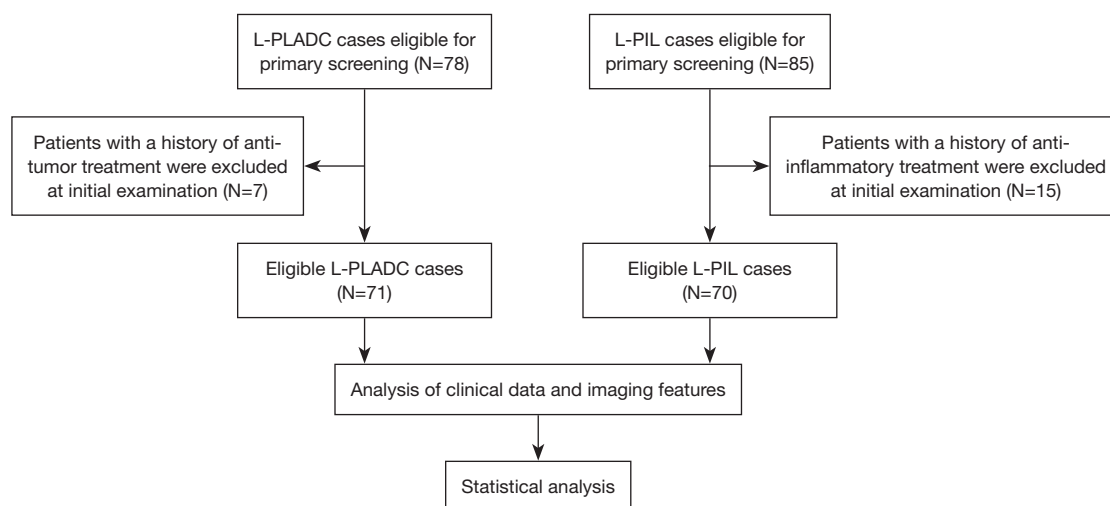 L-PLADC cases eligible for
primary screening (N=78)
L-PIL cases eligible for
primary screening (N=85)
Patients with a history of anti-
tumor treatment were excluded
at initial examination (N=7)
Patients with a history of anti-
inflammatory treatment were excluded
at initial examination (N=15)
Eligible L-PLADC cases
(N=71)
Eligible L-PIL cases
(N=70)
Analysis of clinical data and imaging features
Statistical analysis